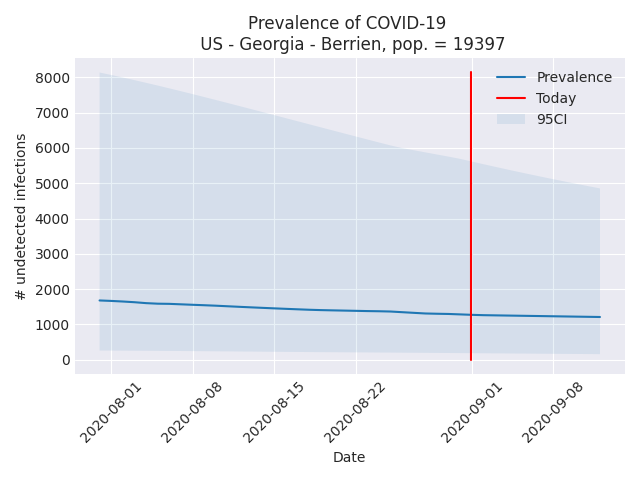 Prevalence of COVID-19
US - Georgia - Berrien, pop. = 19397
8000
7000
6000
5000
4000
3000
2000
1000
0
# undetected infections
Prevalence
Today
95CI
2020-08-01
2020-08-08
2020-08-15
2020-08-22
2020-09-01
2020-09-08
Date